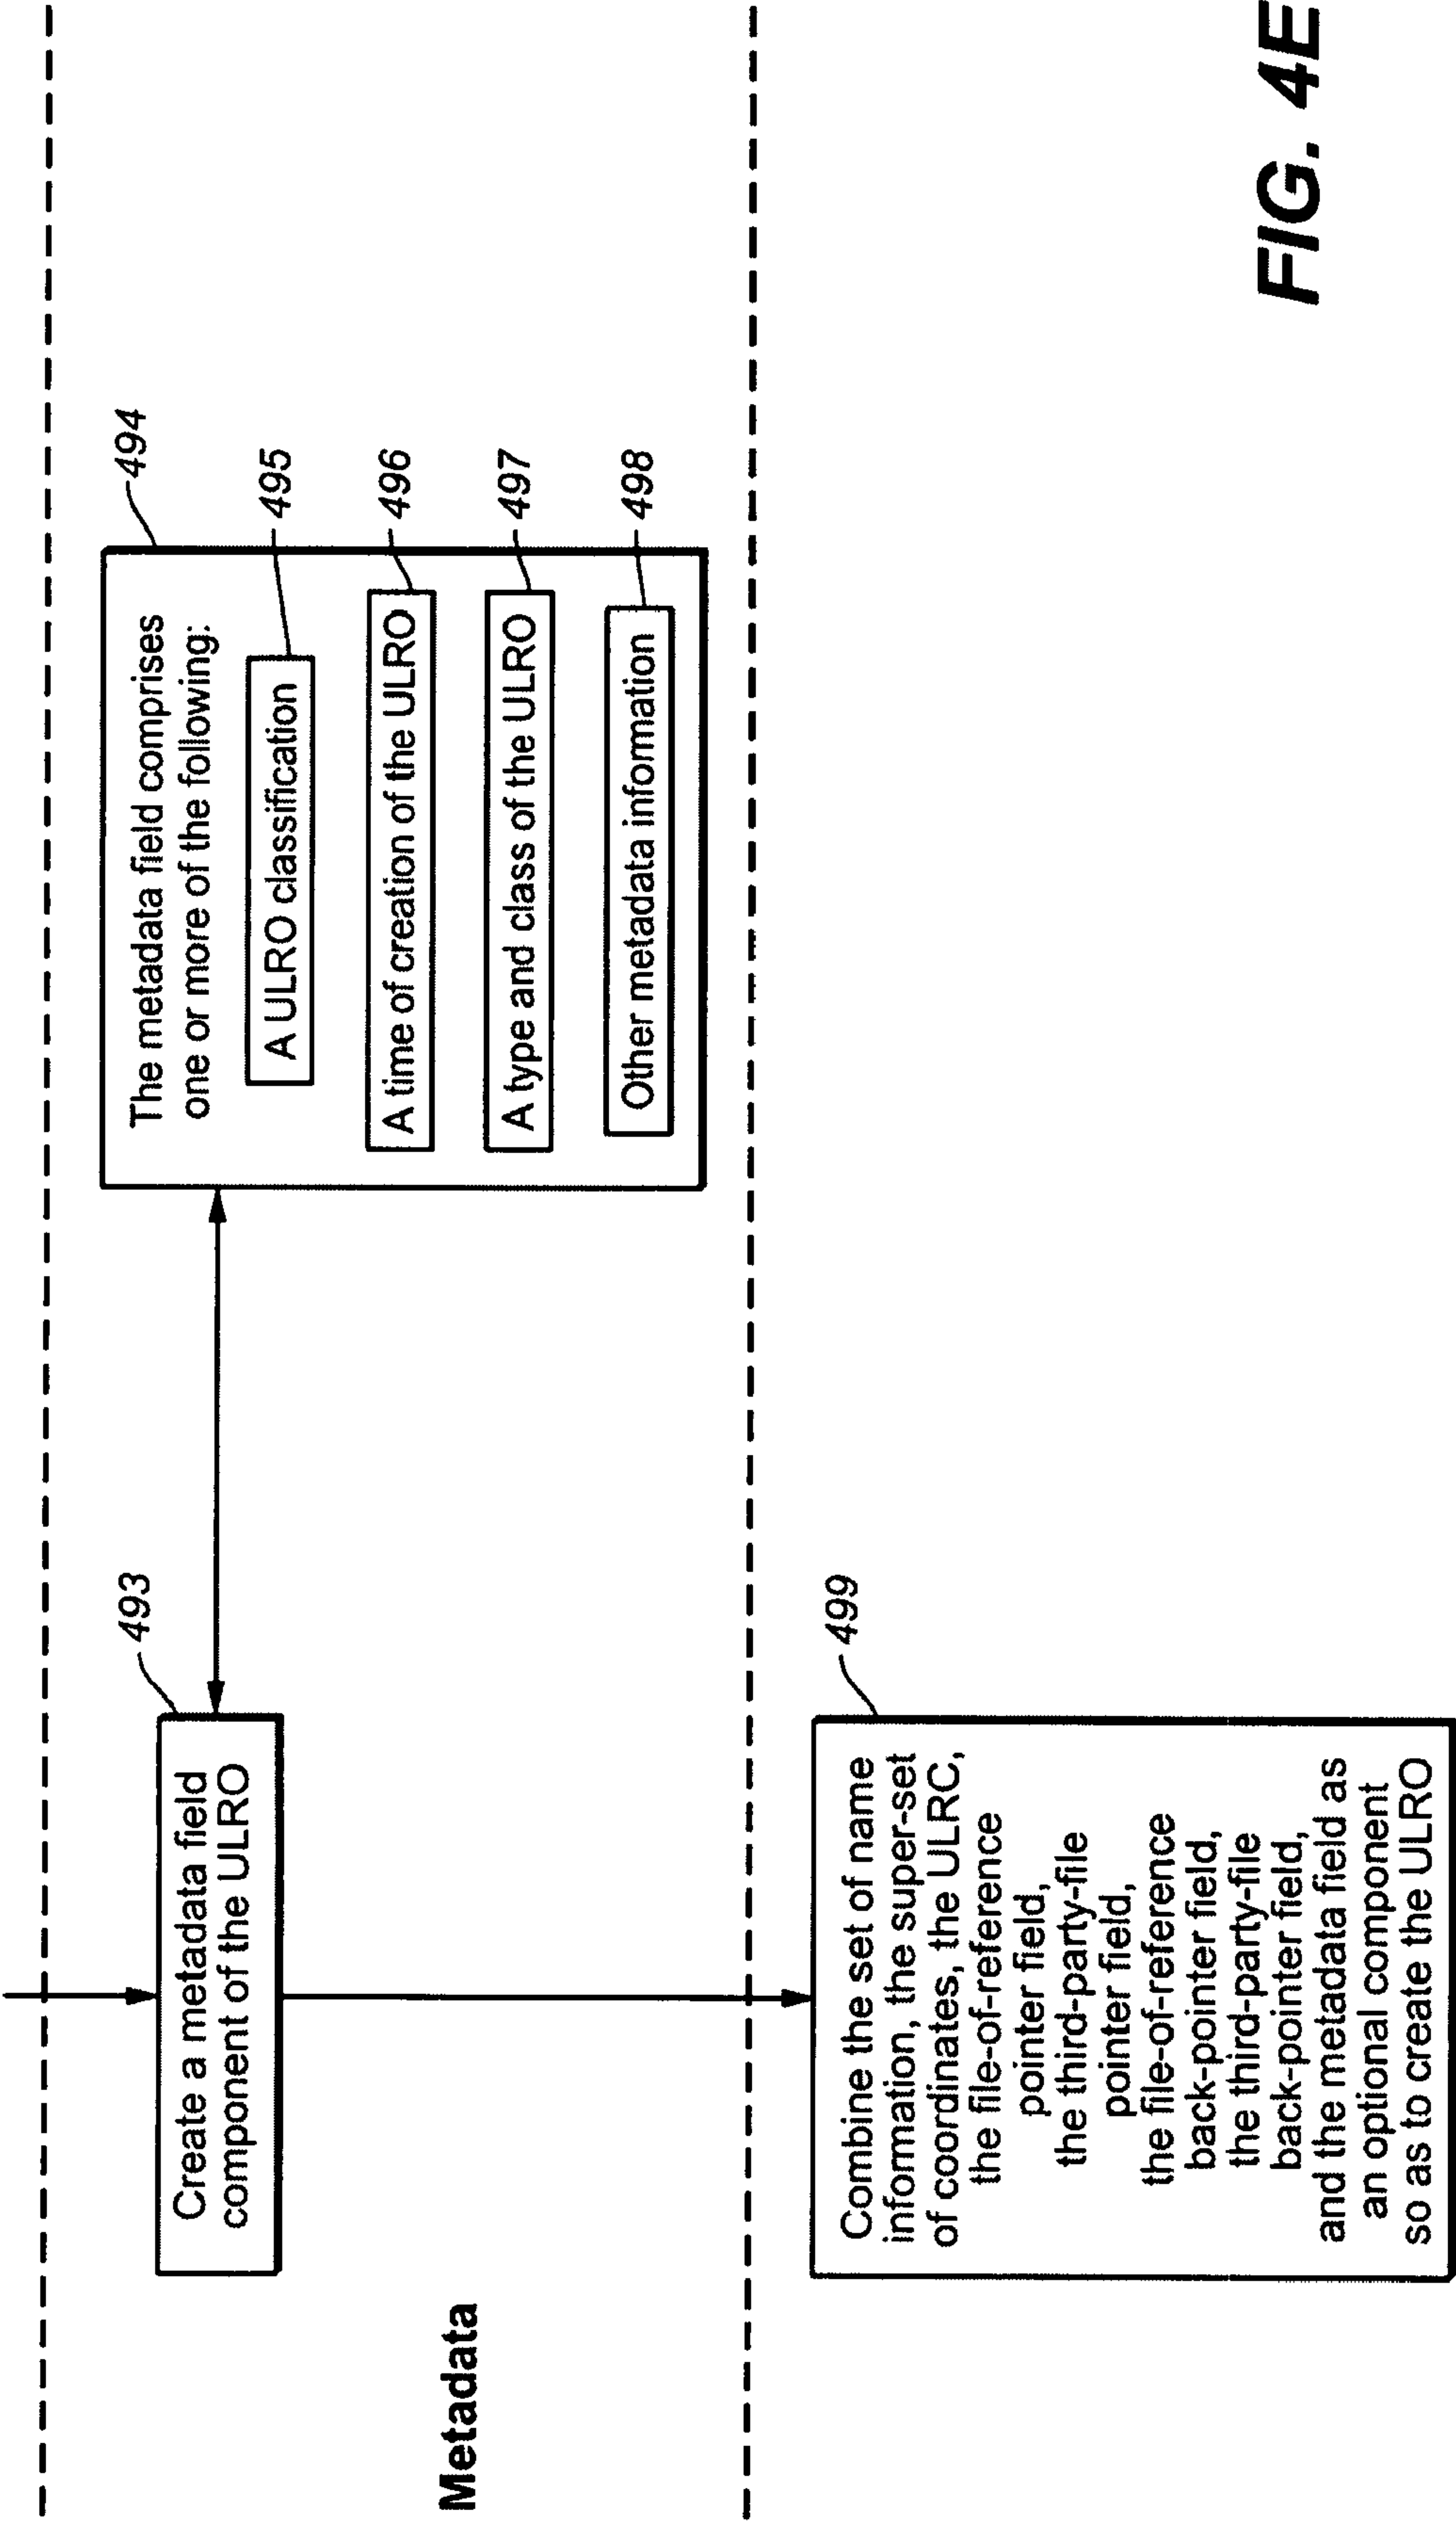 Metadata
493
Create a metadata field
component of the ULRO
494
The metadata field comprises
one or more of the following:
495
A ULRO classification
496
A time of creation of the ULRO
497
A type and class of the ULRO
498
Other metadata information
499
Combine the set of name
information, the super-set
of coordinates, the ULRC,
the file-of-reference
pointer field,
the third-party-file
pointer field,
the file-of-reference
back-pointer field,
the third-party-file
back-pointer field,
and the metadata field as
an optional component
so as to create the ULRO
FIG. 4E